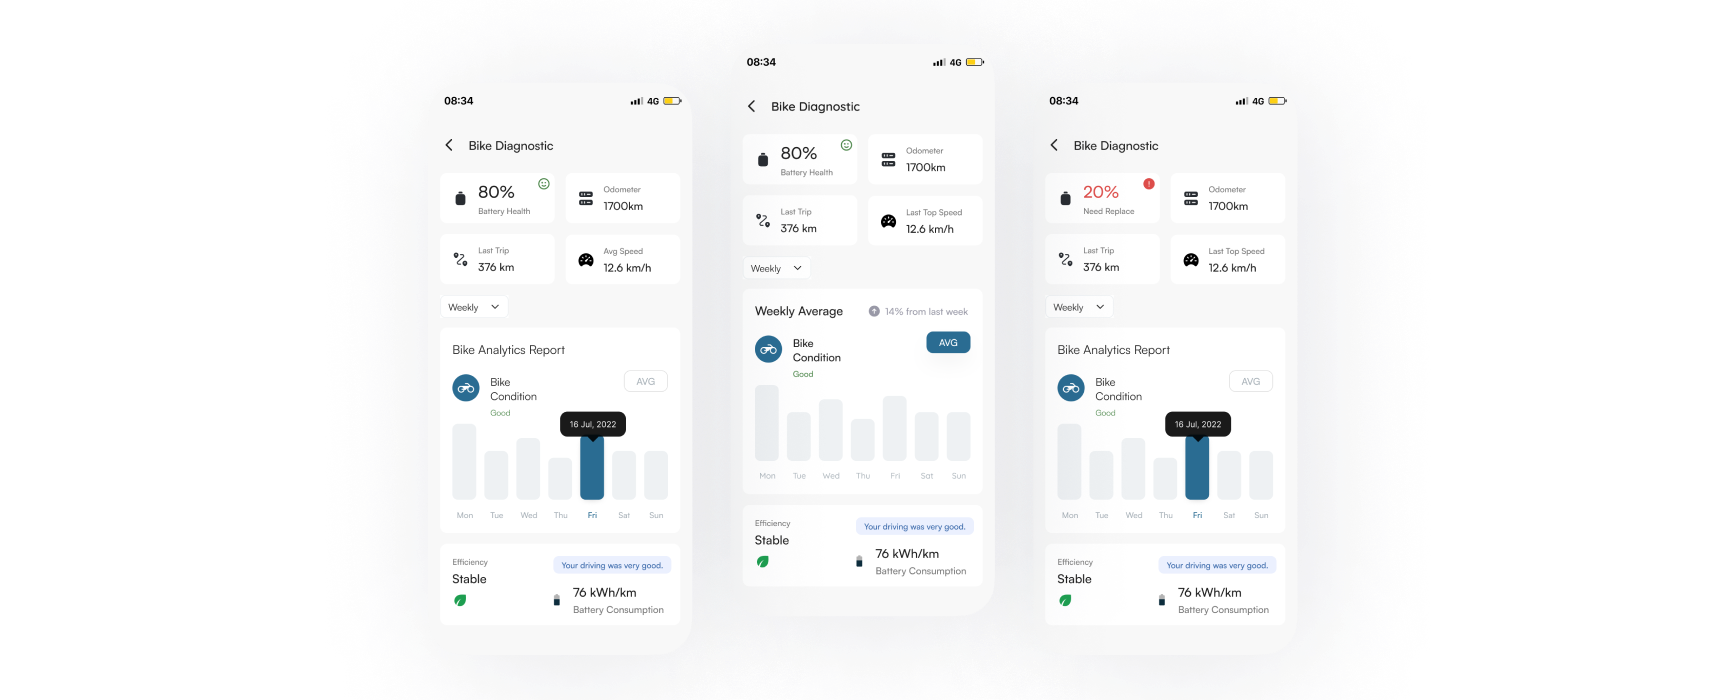 08:34
4G
Bike Diagnostic
80%
Battery Health
Odometer
1700km
Last Trip
376 km
Avg Speed
12.6 km/h
Weekly
Bike Analytics Report
Bike
Condition
Good
AVG
16 Jul, 2022
Mon Tue Wed Thu Fri Sat Sun
Efficiency
Stable
Your driving was very good.
76 kWh/km
Battery Consumption
08:34
4G
Bike Diagnostic
80%
Battery Health
Odometer
1700km
Last Trip
376 km
Last Top Speed
12.6 km/h
Weekly
Weekly Average
14% from last week
Bike
Condition
Good
AVG
Mon Tue Wed Thu Fri Sat Sun
Efficiency
Stable
Your driving was very good.
76 kWh/km
Battery Consumption
08:34
4G
Bike Diagnostic
20%
Need Replace
Odometer
1700km
Last Trip
376 km
Last Top Speed
12.6 km/h
Weekly
Bike Analytics Report
Bike
Condition
Good
AVG
16 Jul, 2022
Mon Tue Wed Thu Fri Sat Sun
Efficiency
Stable
Your driving was very good.
76 kWh/km
Battery Consumption